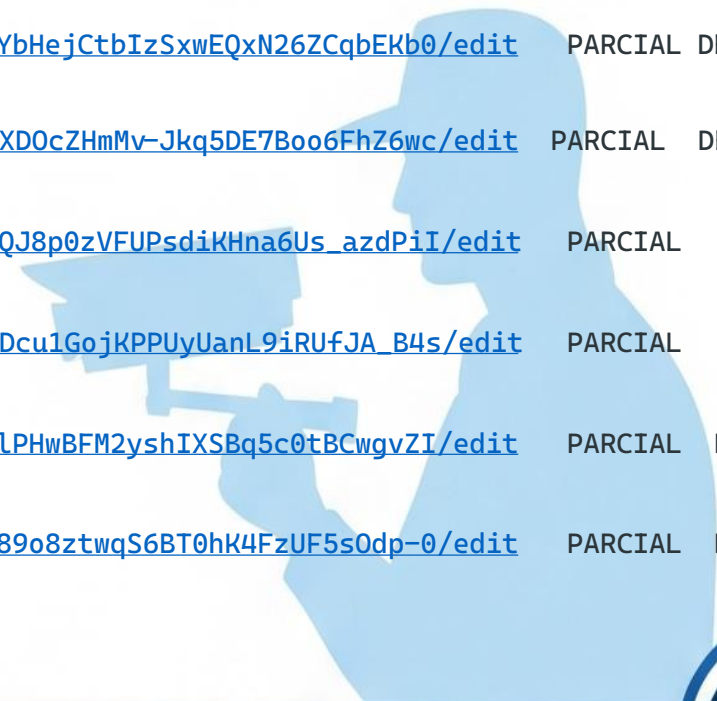 YbHejCtbIzSxwEQxN26ZCqbEKb0/edit PARCIAL
XDOcZHmMv-Jkq5DE7Boo6FhZ6wc/edit PARCIAL
QJ8p0zVFUPsdiKHna6Us_azdPiI/edit PARCIAL
Dcu1GojKPPUyUanL9iRUfJA_B4s/edit PARCIAL
lPHwBFM2yshIXSBq5c0tBCwgvZI/edit PARCIAL
89o8ztwqS6BT0hK4FzUF5sOdp-0/edit PARCIAL